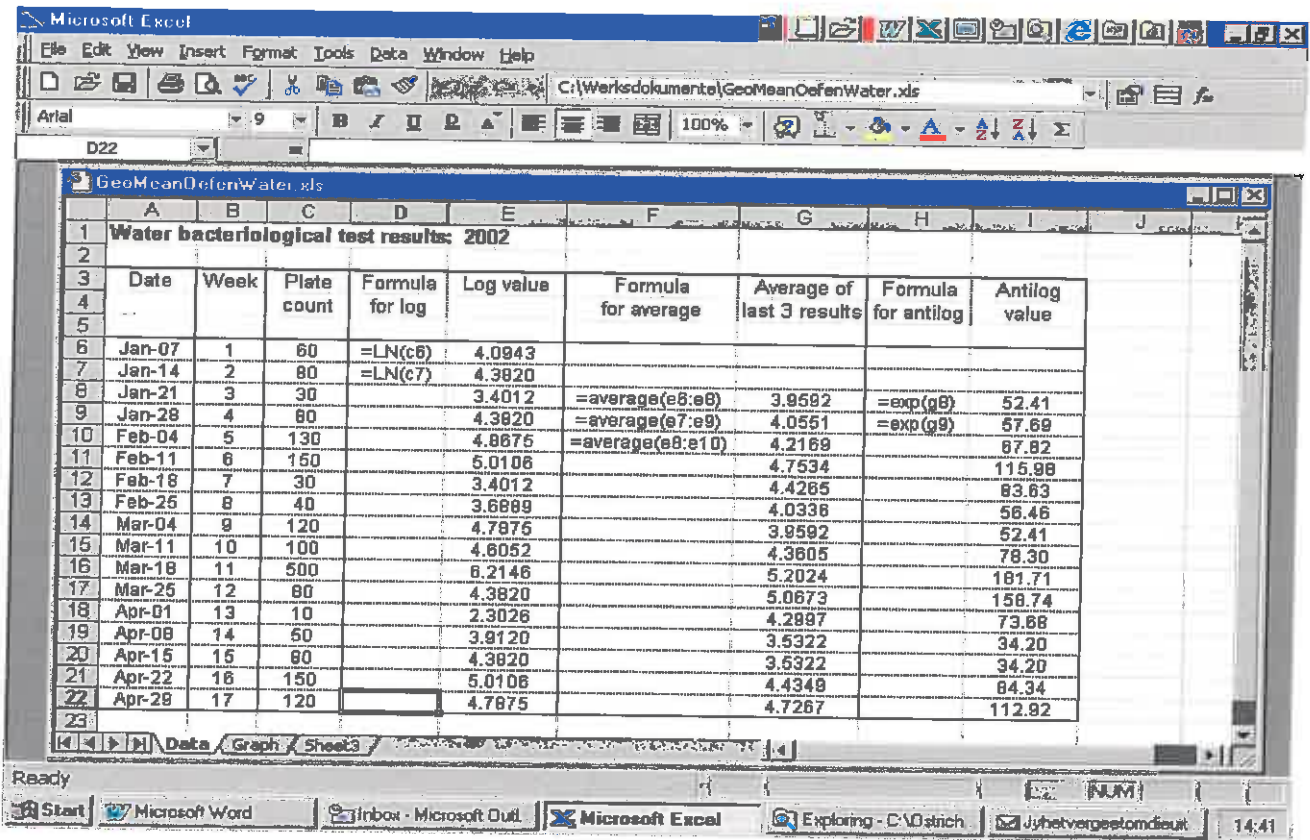 Microsoft Excel
File Edit View Insert Format Tools Data Window Help
C:\Werksdokumente\GeoMeanOefenWater.xls
Arial 9 B I U D A 100% A Σ
D22 =
GeoMeanOefenWater.xls
A B C D E F G H I J
1 Water bacteriological test results: 2002
2
3 Date Week Plate Formula Log value Formula Average of Formula Antilog
4 count for log for average last 3 results for antilog value
5
6 Jan-07 1 60 =LN(c6) 4.0943
7 Jan-14 2 80 =LN(c7) 4.3820
8 Jan-21 3 30 3.4012 =average(e6:e8) 3.9592 =exp(g8) 52.41
9 Jan-28 4 80 4.3820 =average(e7:e9) 4.0551 =exp(g9) 57.69
10 Feb-04 5 130 4.8675 =average(e8:e10) 4.2169 67.82
11 Feb-11 6 150 5.0106 4.7534 115.98
12 Feb-18 7 30 3.4012 4.4265 83.63
13 Feb-25 8 40 3.6889 4.0336 56.46
14 Mar-04 9 120 4.7875 3.9592 52.41
15 Mar-11 10 100 4.6052 4.3605 78.30
16 Mar-18 11 500 6.2146 5.2024 181.71
17 Mar-25 12 80 4.3820 5.0673 158.74
18 Apr-01 13 10 2.3026 4.2997 73.68
19 Apr-08 14 50 3.9120 3.5322 34.20
20 Apr-15 15 80 4.3820 3.5322 34.20
21 Apr-22 16 150 5.0106 4.4349 84.34
22 Apr-29 17 120 4.7875 4.7267 112.92
23
Data Graph Sheet3
Ready NUM
Start Microsoft Word Inbox - Microsoft Outl. Microsoft Excel Exploring - C:\Ostrich Jyhetvergeetomdieuit 14:41